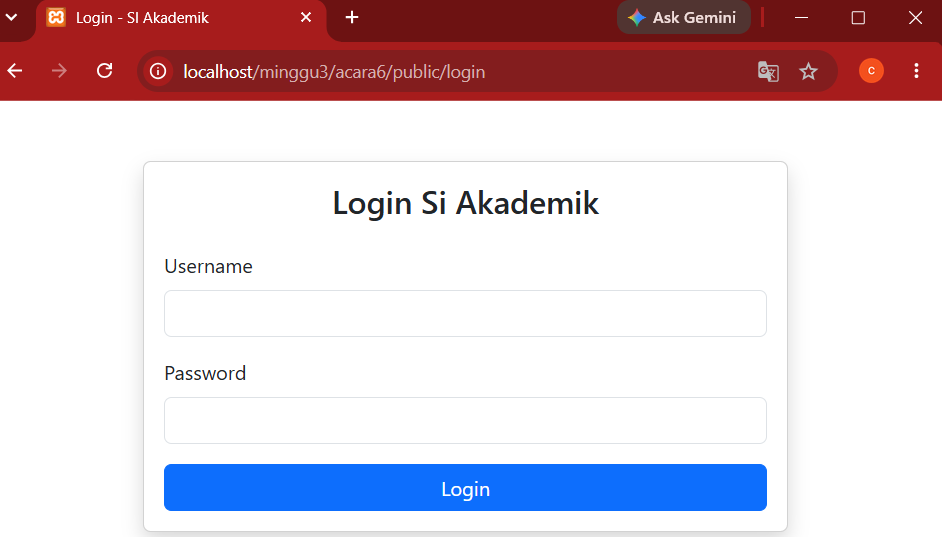 Login - SI Akademik
Ask Gemini
localhost/minggu3/acara6/public/login
c
Login Si Akademik
Username
Password
Login